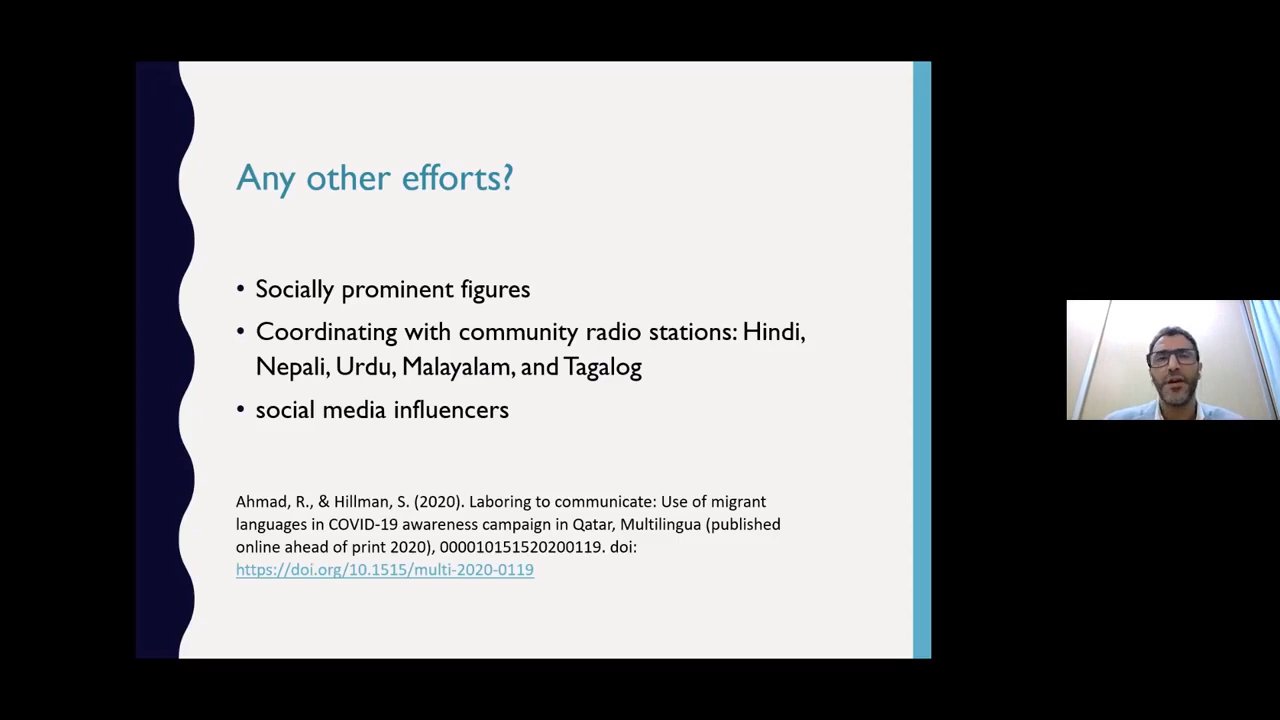 Any other efforts?
• Socially prominent figures
• Coordinating with community radio stations: Hindi,
Nepali, Urdu, Malayalam, and Tagalog
• social media influencers
Ahmad, R., & Hillman, S. (2020). Laboring to communicate: Use of migrant
languages in COVID-19 awareness campaign in Qatar, Multilingua (published
online ahead of print 2020), 000010151520200119. doi:
https://doi.org/10.1515/multi-2020-0119